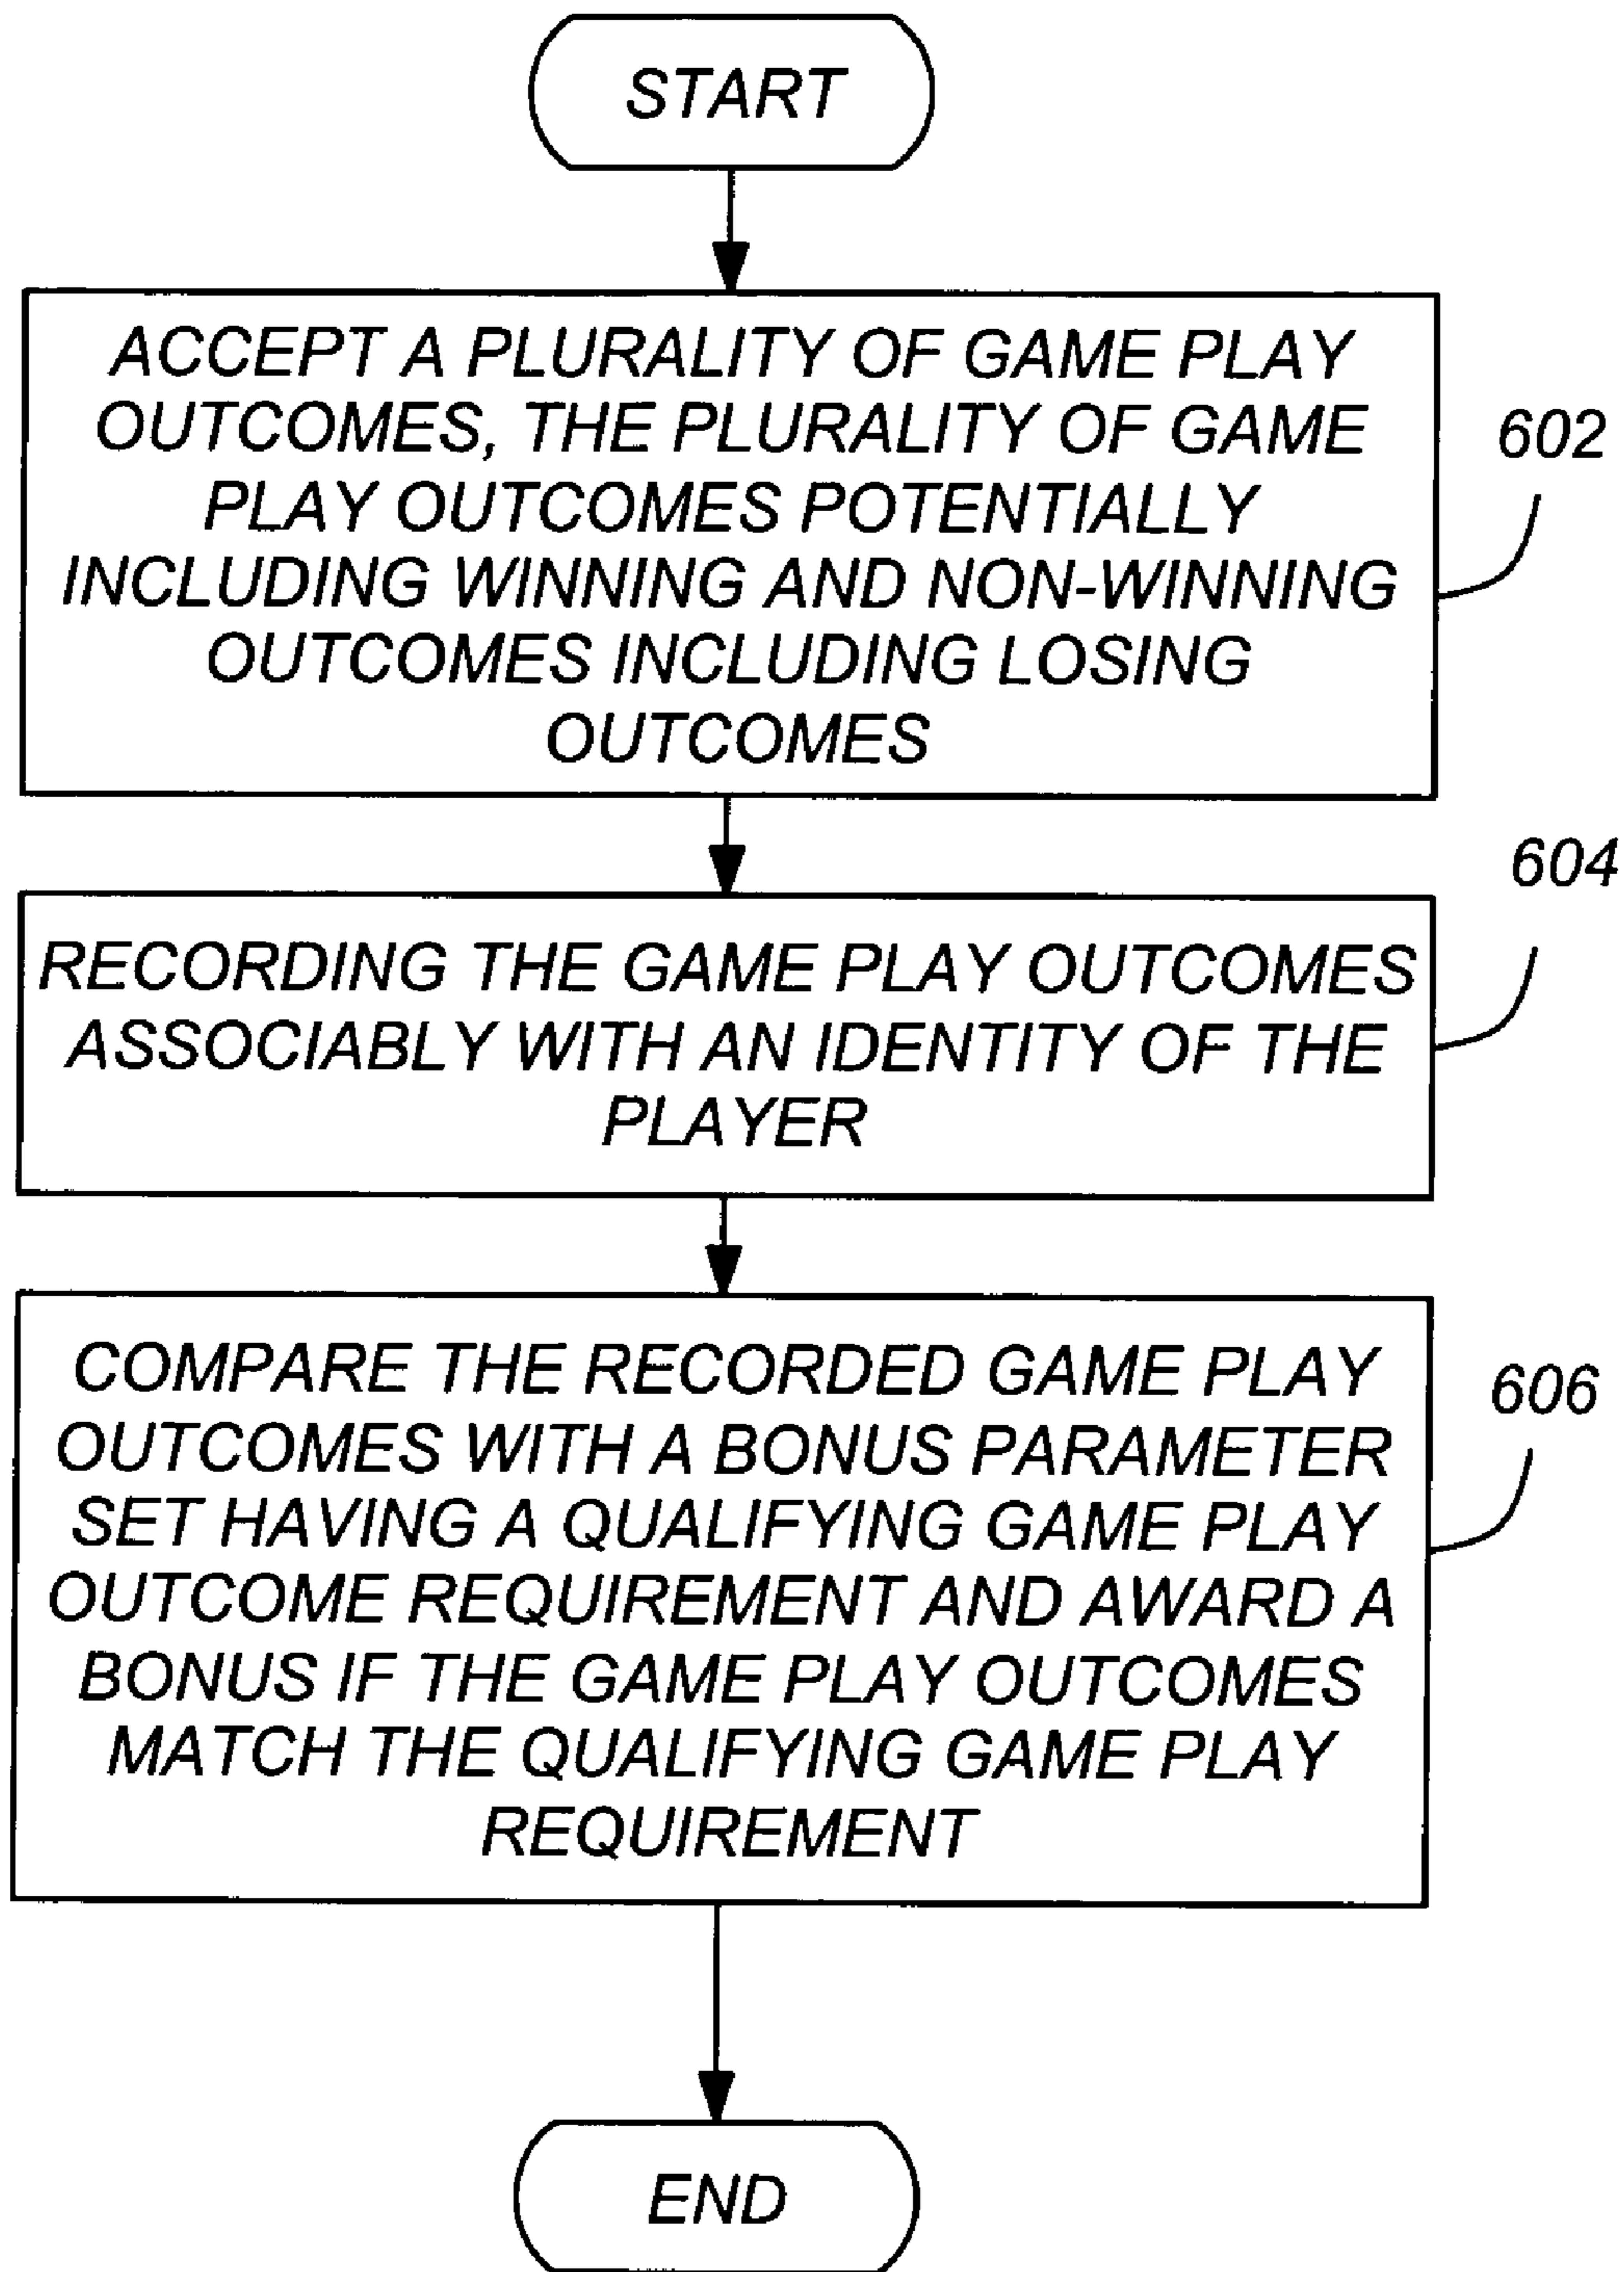 START
ACCEPT A PLURALITY OF GAME PLAY
OUTCOMES, THE PLURALITY OF GAME
PLAY OUTCOMES POTENTIALLY
INCLUDING WINNING AND NON-WINNING
OUTCOMES INCLUDING LOSING
OUTCOMES
602
RECORDING THE GAME PLAY OUTCOMES
ASSOCIABLY WITH AN IDENTITY OF THE
PLAYER
604
COMPARE THE RECORDED GAME PLAY
OUTCOMES WITH A BONUS PARAMETER
SET HAVING A QUALIFYING GAME PLAY
OUTCOME REQUIREMENT AND AWARD A
BONUS IF THE GAME PLAY OUTCOMES
MATCH THE QUALIFYING GAME PLAY
REQUIREMENT
606
END